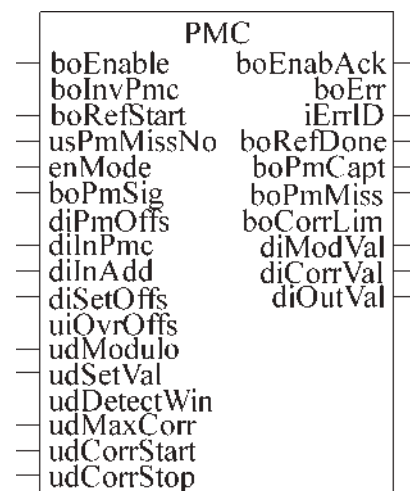 PMC
boEnable boEnabAck
boInvPmc boErr
boRefStart iErrID
usPmMissNo boRefDone
enMode boPmCapt
boPmSig boPmMiss
diPmOffs boCorrLim
diInPmc diModVal
diInAdd diCorrVal
diSetOffs diOutVal
uiOvrOffs
udModulo
udSetVal
udDetectWin
udMaxCorr
udCorrStart
udCorrStop